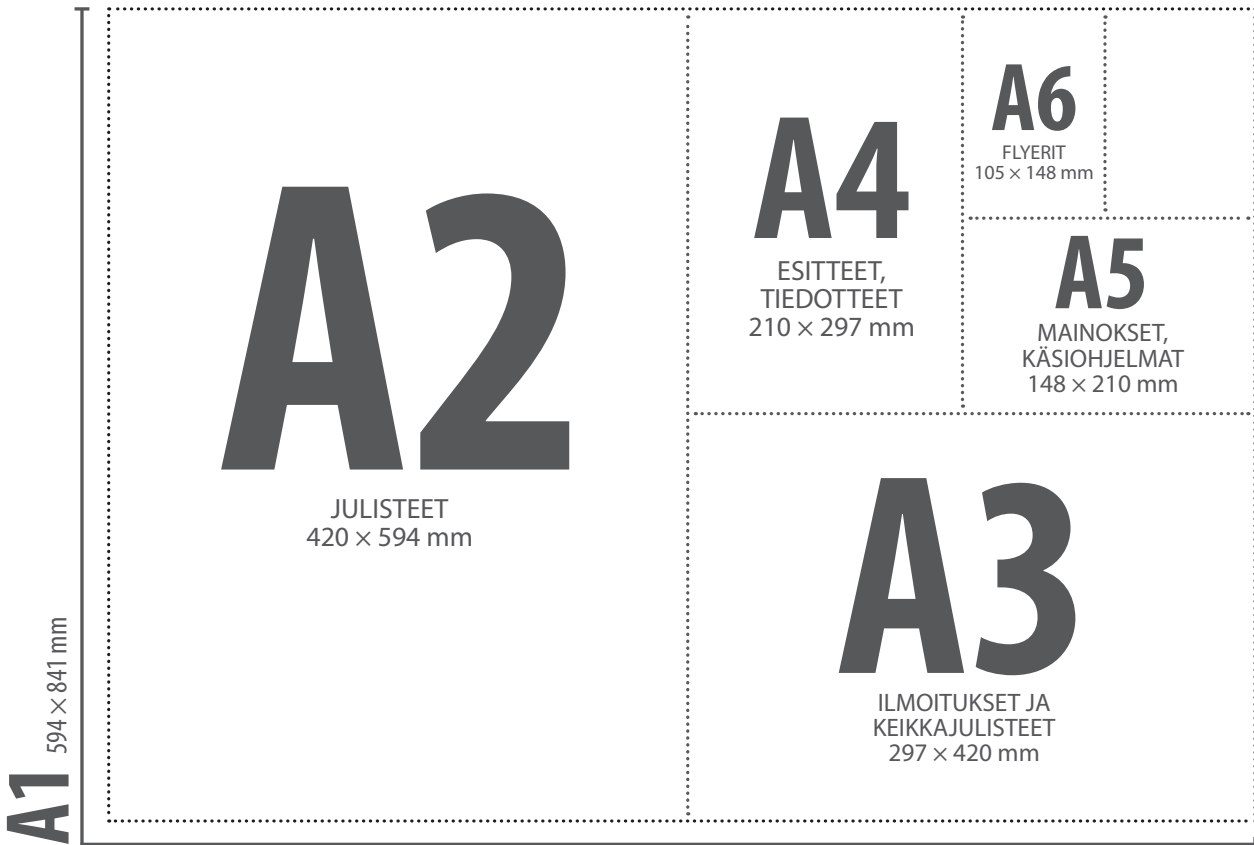 A1 594 × 841 mm
A2
JULISTEET
420 × 594 mm
A4
ESITTEET,
TIEDOTTEET
210 × 297 mm
A6
FLYERIT
105 × 148 mm
A5
MAINOKSET,
KÄSIOHJELMAT
148 × 210 mm
A3
ILMOITUKSET JA
KEIKKAJULISTEET
297 × 420 mm